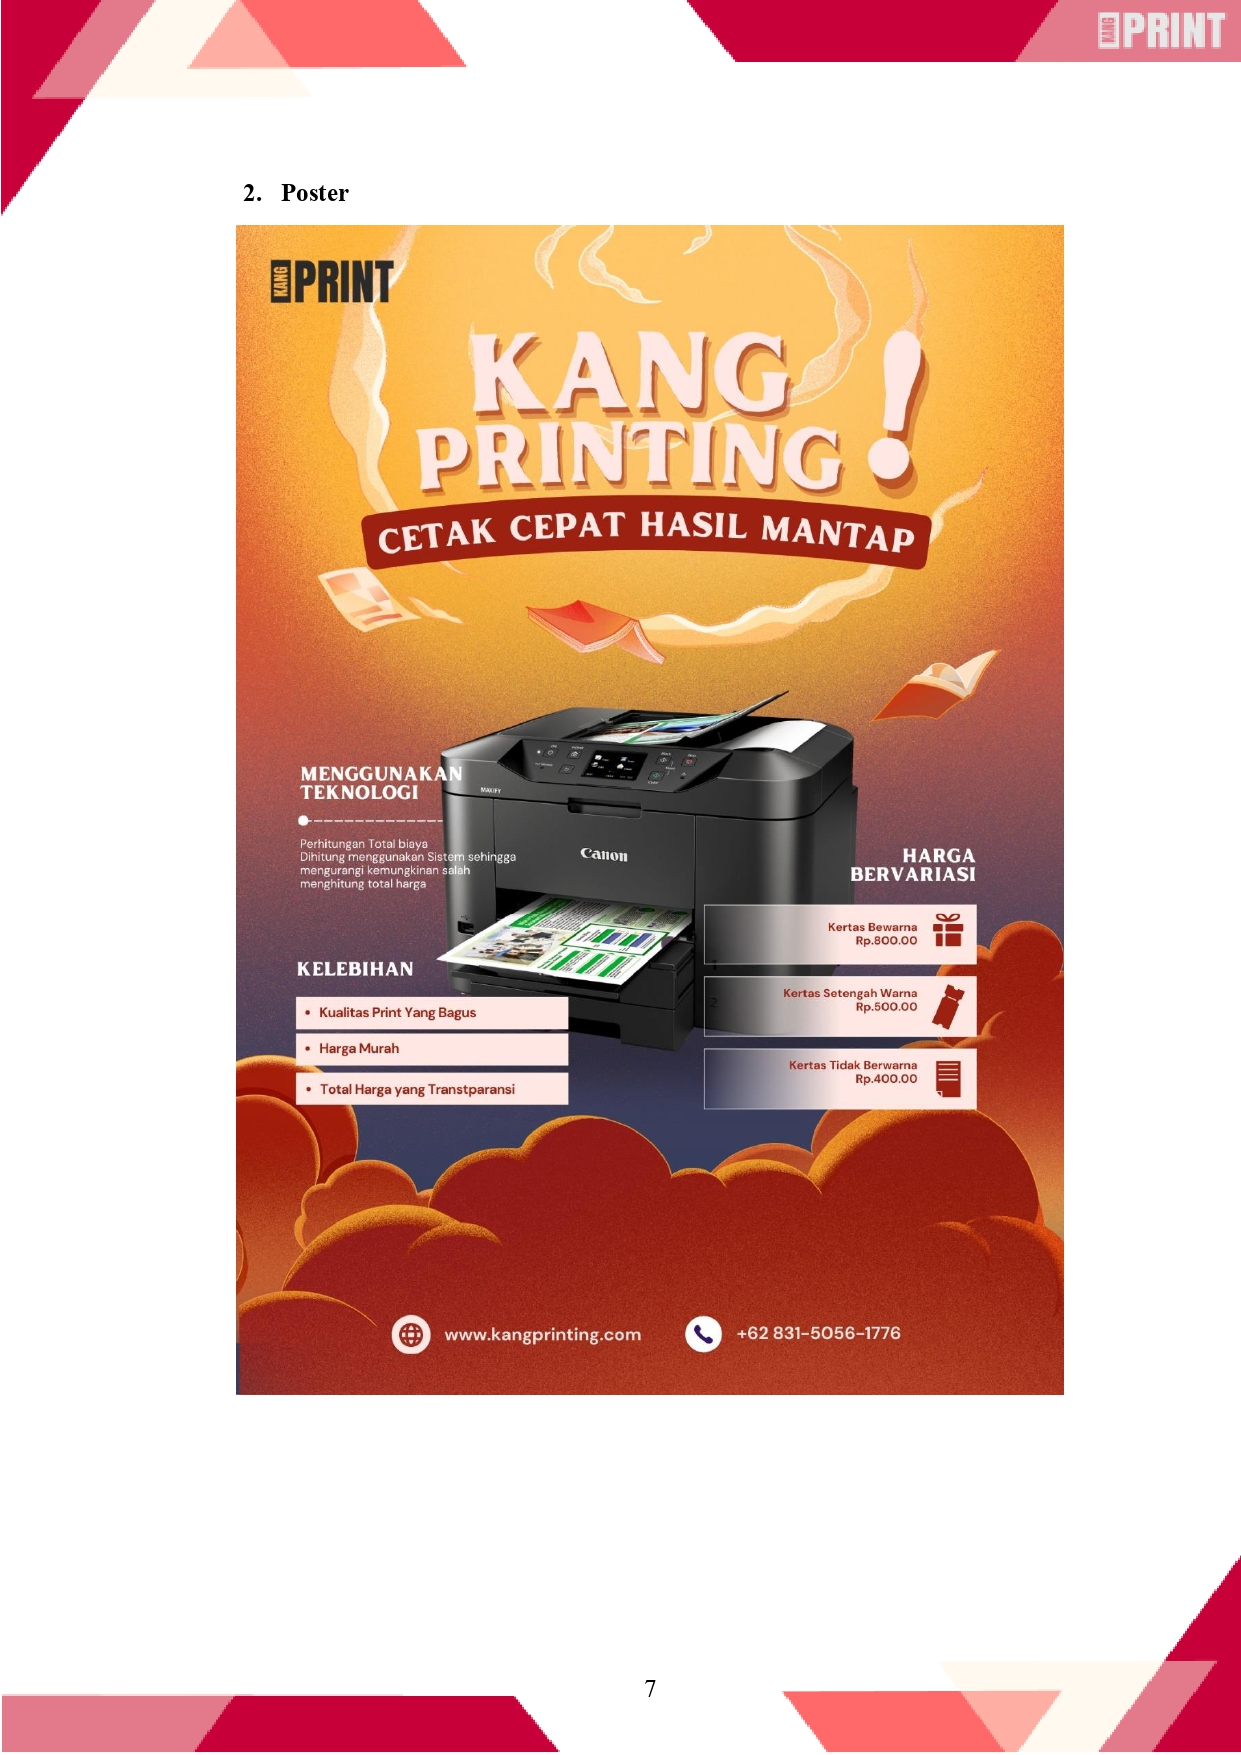 KANG PRINT
2. Poster
KANG PRINT
KANG
PRINTING!
CETAK CEPAT HASIL MANTAP
MENGGUNAKAN
TEKNOLOGI
Perhitungan Total biaya
Dihitung menggunakan Sistem sehingga
mengurangi kemungkinan salah
menghitung total harga
MAXIFY
Canon
HARGA
BERVARIASI
Kertas Bewarna
Rp.800.00
Kertas Setengah Warna
Rp.500.00
Kertas Tidak Berwarna
Rp.400.00
KELEBIHAN
• Kualitas Print Yang Bagus
• Harga Murah
• Total Harga yang Transtparansi
www.kangprinting.com
+62 831-5056-1776
7